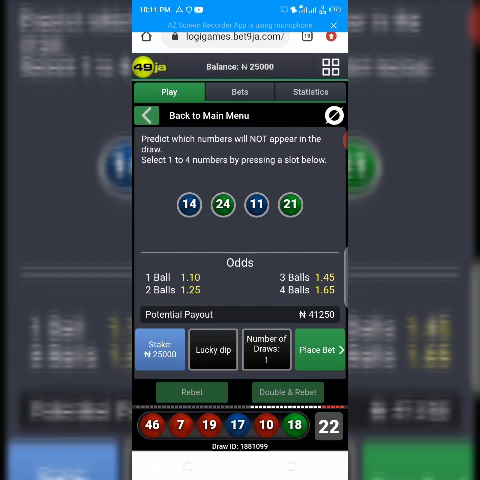 10:11 PM
AZ Screen Recorder App is using microphone
logigames.bet9ja.com/
49ja
Balance: ₦ 25000
Play
Bets
Statistics
Back to Main Menu
Predict which numbers will NOT appear in the
draw.
Select 1 to 4 numbers by pressing a slot below.
14 24 11 21
Odds
1 Ball 1.10 3 Balls 1.45
2 Balls 1.25 4 Balls 1.65
Potential Payout ₦ 41250
Stake:
₦ 25000
Lucky dip
Number of
Draws:
1
Place Bet
Rebet
Double & Rebet
46 7 19 17 10 18 22
Draw ID: 1881099